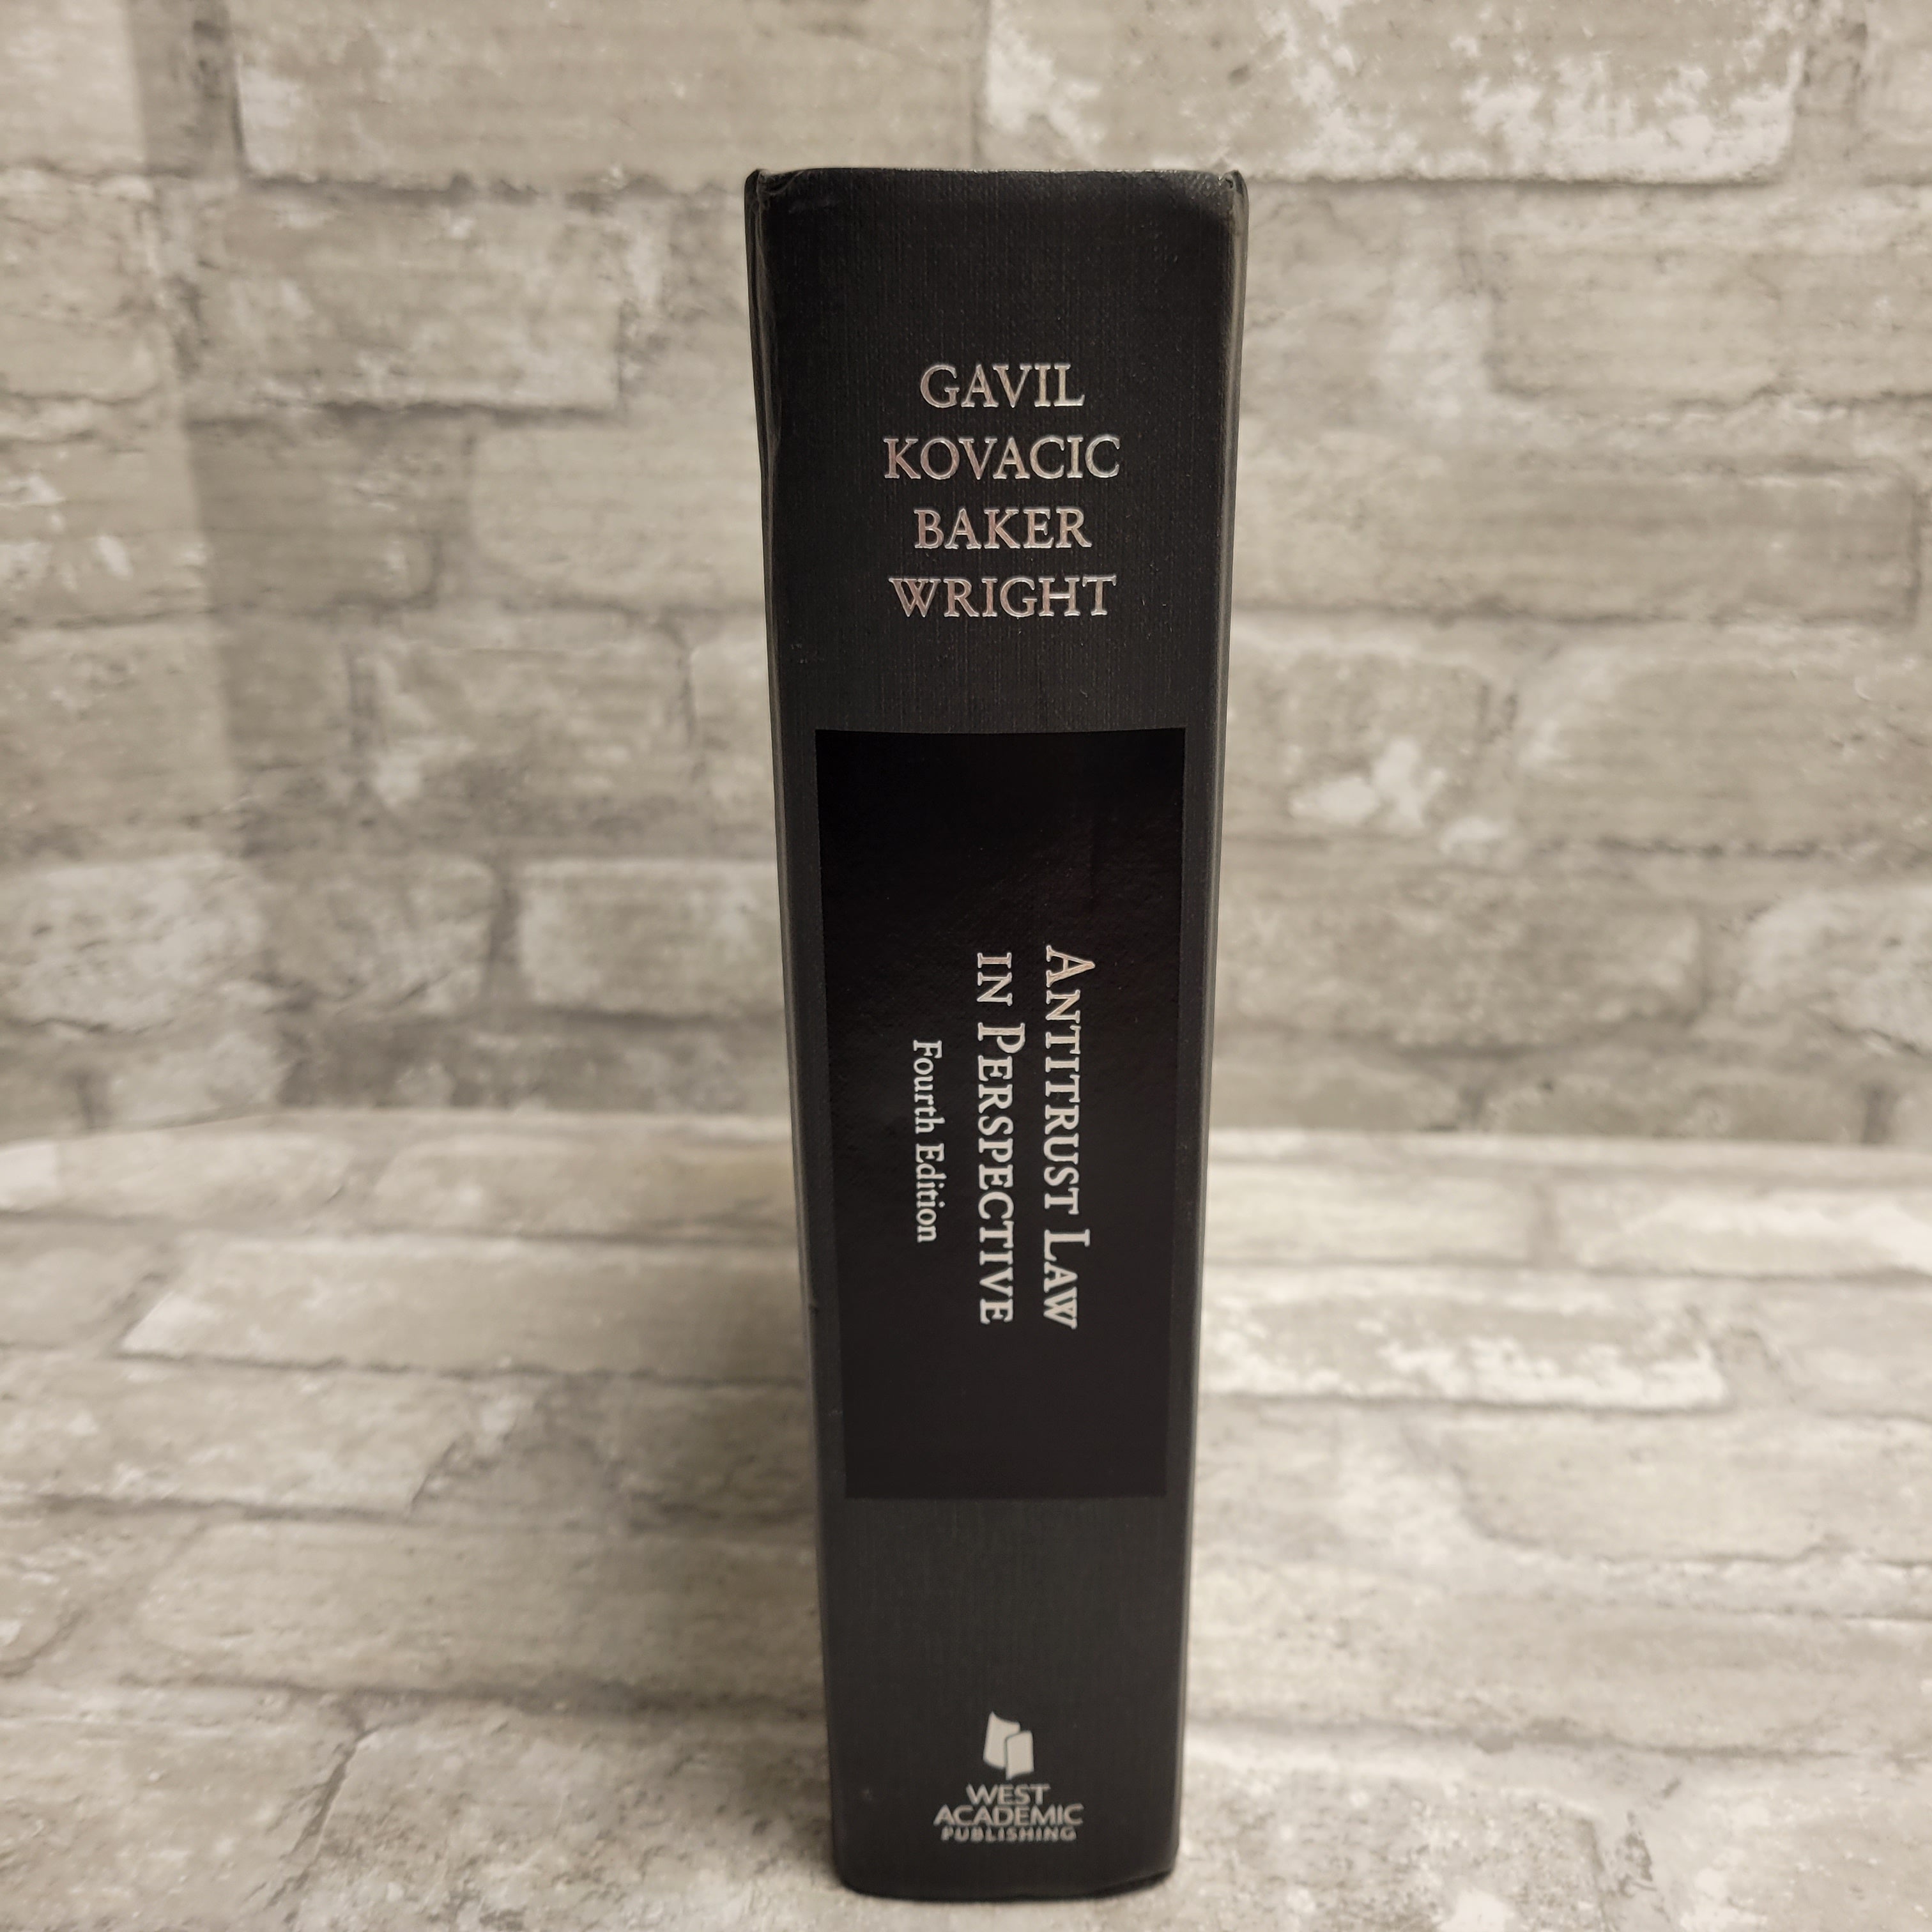 GAVIL
KOVACIC
BAKER
WRIGHT
ANTITRUST LAW
IN PERSPECTIVE
Fourth Edition
WEST
ACADEMIC
PUBLISHING